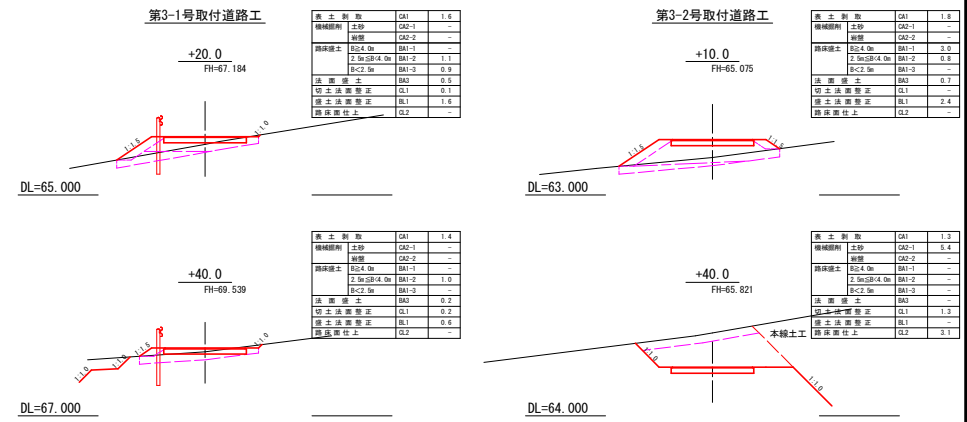 第3-1号取付道路工
+20.0
FH=67.184
表 土 剥 取 CA1 1.6
機械掘削 土砂 CA2-1 -
岩盤 CA2-2 -
路床盛土 B≧4.0m BA1-1 -
2.5m≦B<4.0m BA1-2 1.1
B<2.5m BA1-3 0.9
法 面 盛 土 BA3 0.5
切 土 法 面 整 正 CL1 0.1
盛 土 法 面 整 正 BL1 1.6
路 床 面 仕 上 CL2 -
1:1.5
1:1.0
DL=65.000
第3-2号取付道路工
+10.0
FH=65.075
表 土 剥 取 CA1 1.8
機械掘削 土砂 CA2-1 -
岩盤 CA2-2 -
路床盛土 B≧4.0m BA1-1 3.0
2.5m≦B<4.0m BA1-2 0.8
B<2.5m BA1-3 -
法 面 盛 土 BA3 0.7
切 土 法 面 整 正 CL1 -
盛 土 法 面 整 正 BL1 2.4
路 床 面 仕 上 CL2 -
1:1.5
1:1.5
DL=63.000
+40.0
FH=69.539
表 土 剥 取 CA1 1.4
機械掘削 土砂 CA2-1 -
岩盤 CA2-2 -
路床盛土 B≧4.0m BA1-1 -
2.5m≦B<4.0m BA1-2 1.0
B<2.5m BA1-3 -
法 面 盛 土 BA3 0.2
切 土 法 面 整 正 CL1 0.2
盛 土 法 面 整 正 BL1 0.6
路 床 面 仕 上 CL2 -
1:1.0
1:1.0
1:1.5
1:1.0
DL=67.000
+40.0
FH=65.821
表 土 剥 取 CA1 1.3
機械掘削 土砂 CA2-1 5.4
岩盤 CA2-2 -
路床盛土 B≧4.0m BA1-1 -
2.5m≦B<4.0m BA1-2 -
B<2.5m BA1-3 -
法 面 盛 土 BA3 -
切 土 法 面 整 正 CL1 1.3
盛 土 法 面 整 正 BL1 -
路 床 面 仕 上 CL2 3.1
本線土工
1:1.0
1:1.0
DL=64.000